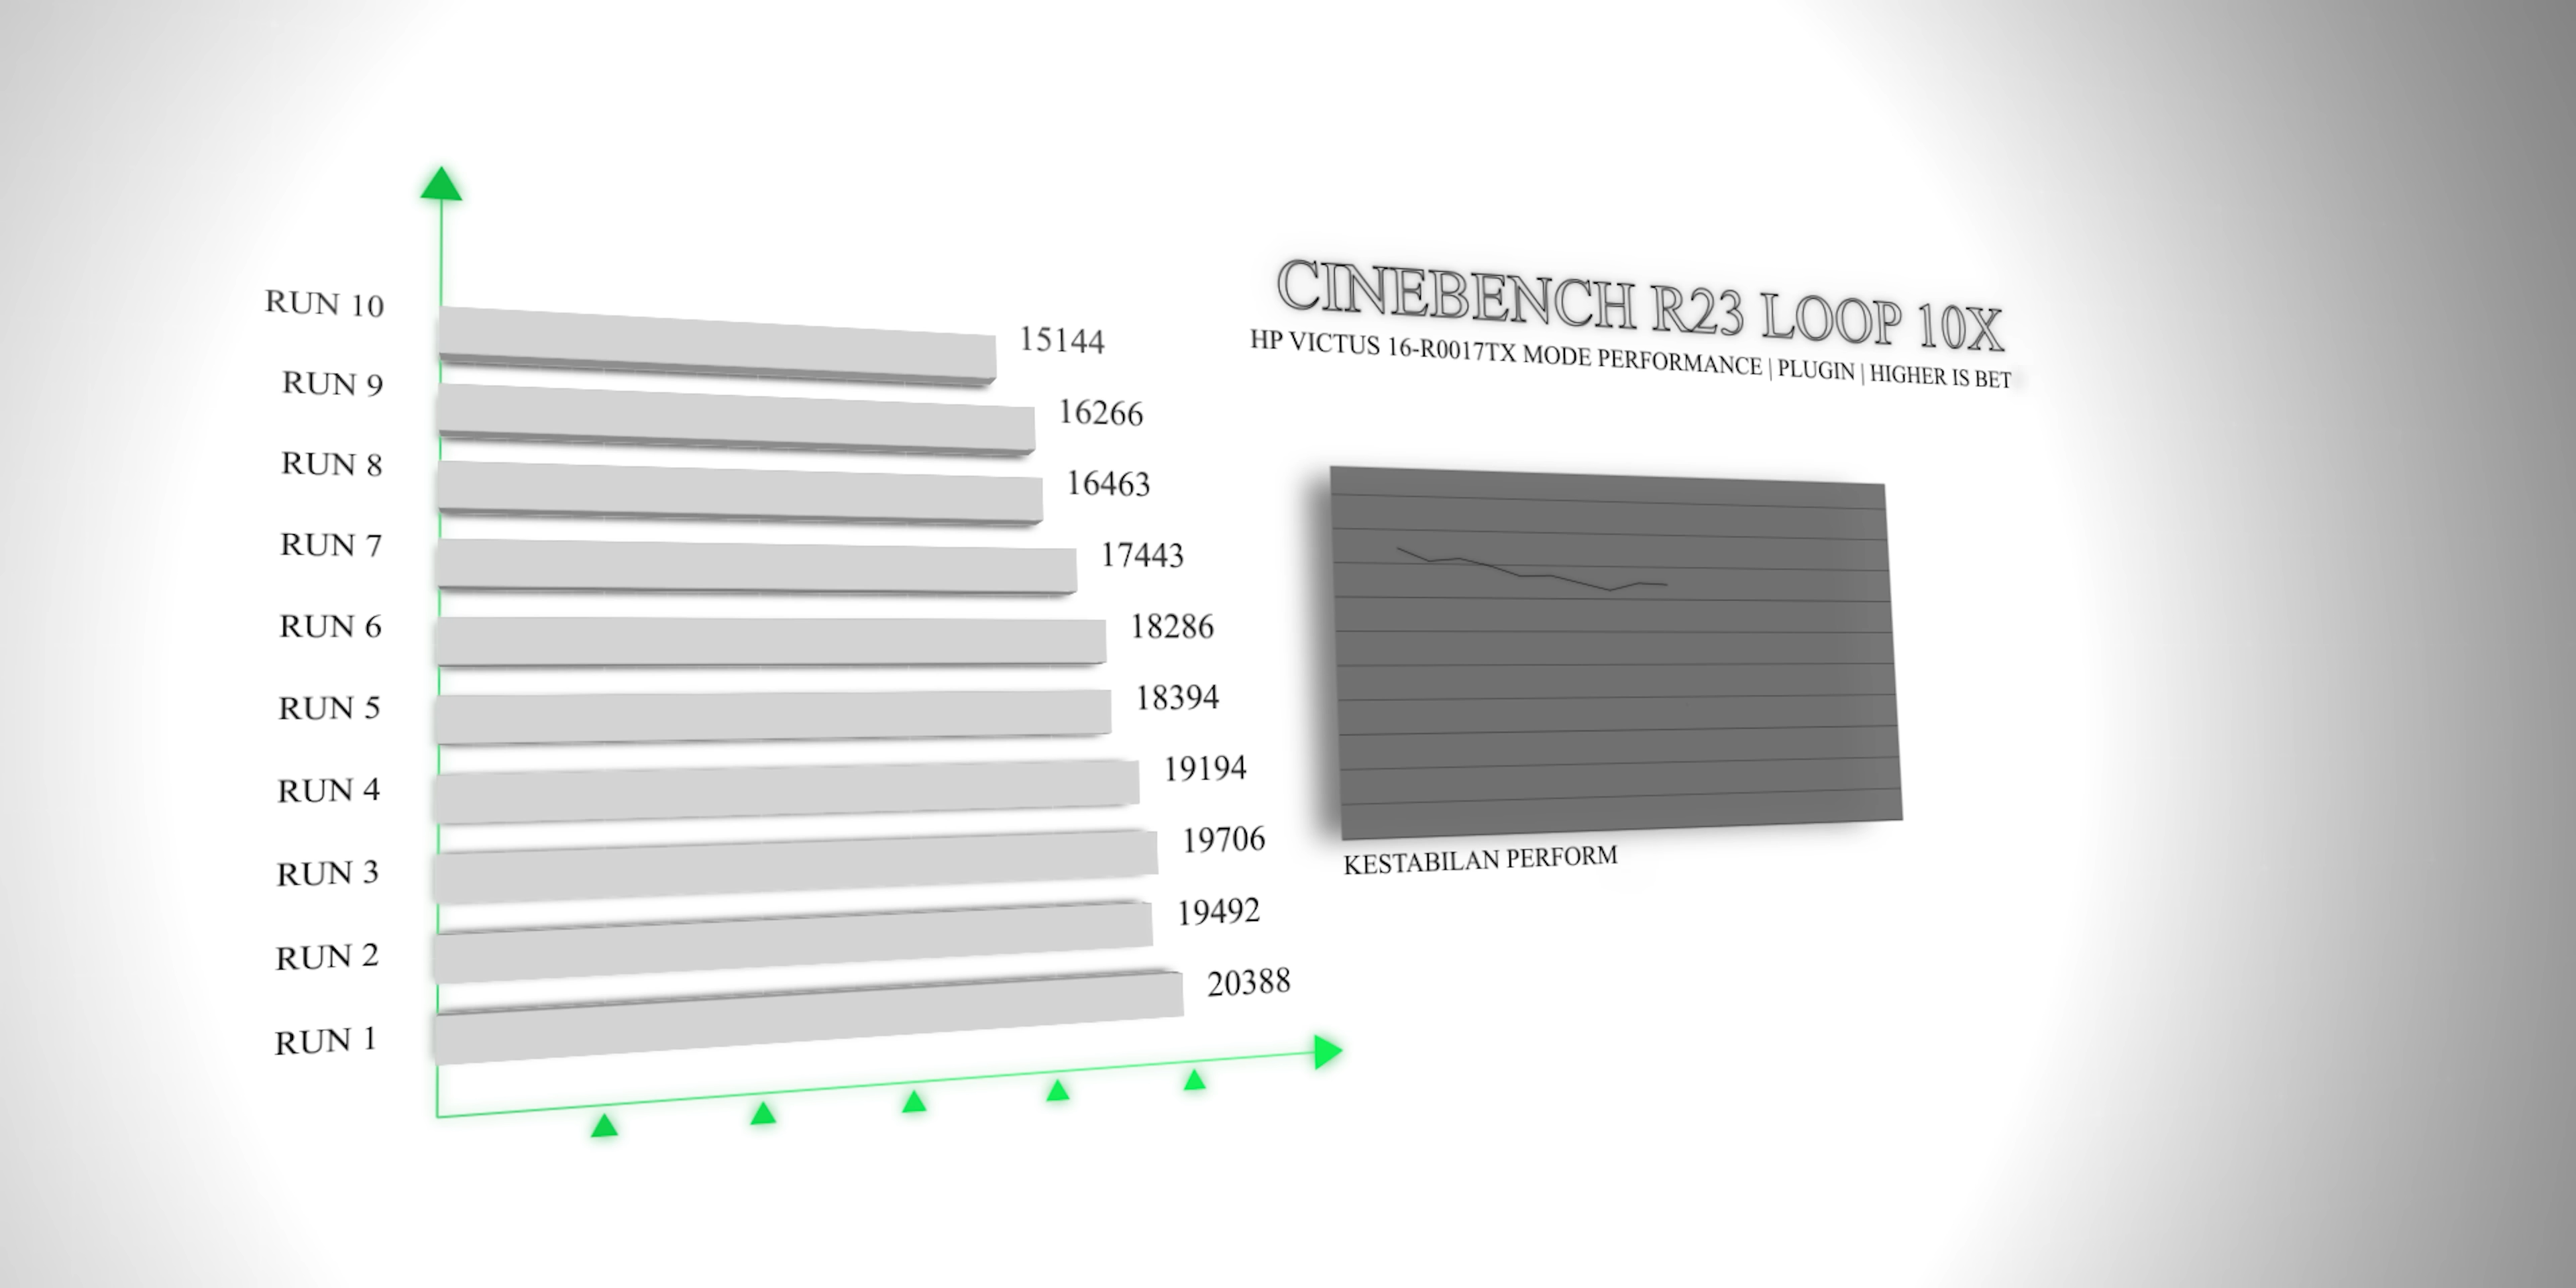 CINEBENCH R23 LOOP 10X
HP VICTUS 16-R0017TX MODE PERFORMANCE | PLUGIN | HIGHER IS BET
RUN 10 15144
RUN 9 16266
RUN 8 16463
RUN 7 17443
RUN 6 18286
RUN 5 18394
RUN 4 19194
RUN 3 19706
RUN 2 19492
RUN 1 20388
KESTABILAN PERFORM